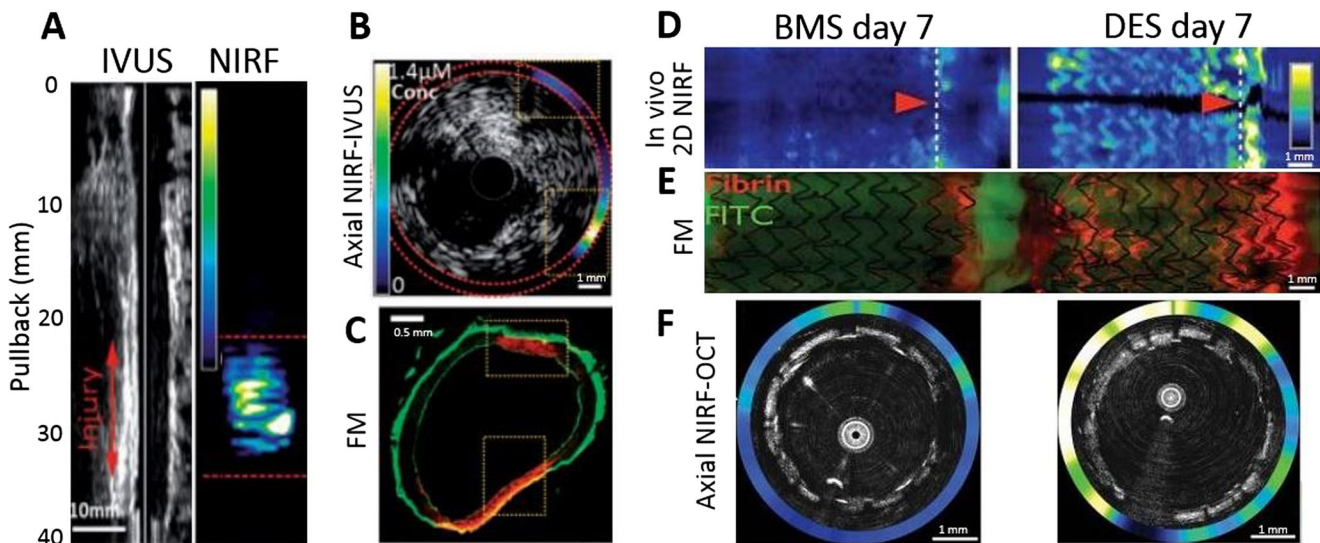 A
IVUS
NIRF
0
10
20
30
40
Pullback (mm)
Injury
10mm
B
Axial NIRF-IVUS
1.4µM
Conc
0
1 mm
C
FM
0.5 mm
D
BMS day 7
DES day 7
In vivo
2D NIRF
1 mm
E
FM
Fibrin
FITC
1 mm
F
Axial NIRF-OCT
1 mm
1 mm